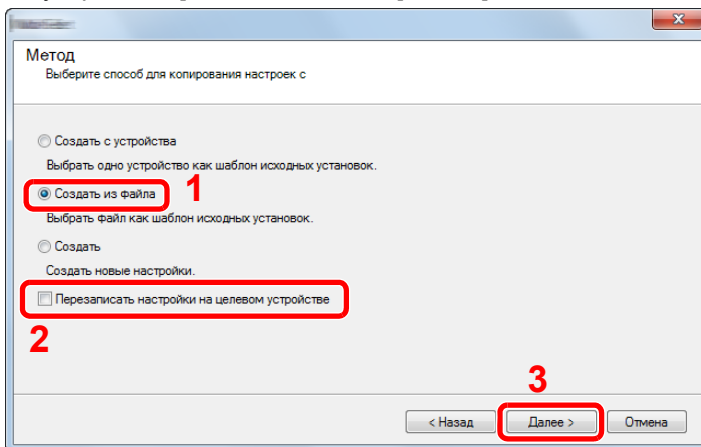 Метод
Выберите способ для копирования настроек с
Создать с устройства
Выбрать одно устройство как шаблон исходных установок.
Создать из файла
1
Выбрать файл как шаблон исходных установок.
Создать
Создать новые настройки.
Перезаписать настройки на целевом устройстве
2
3
< Назад Далее > Отмена